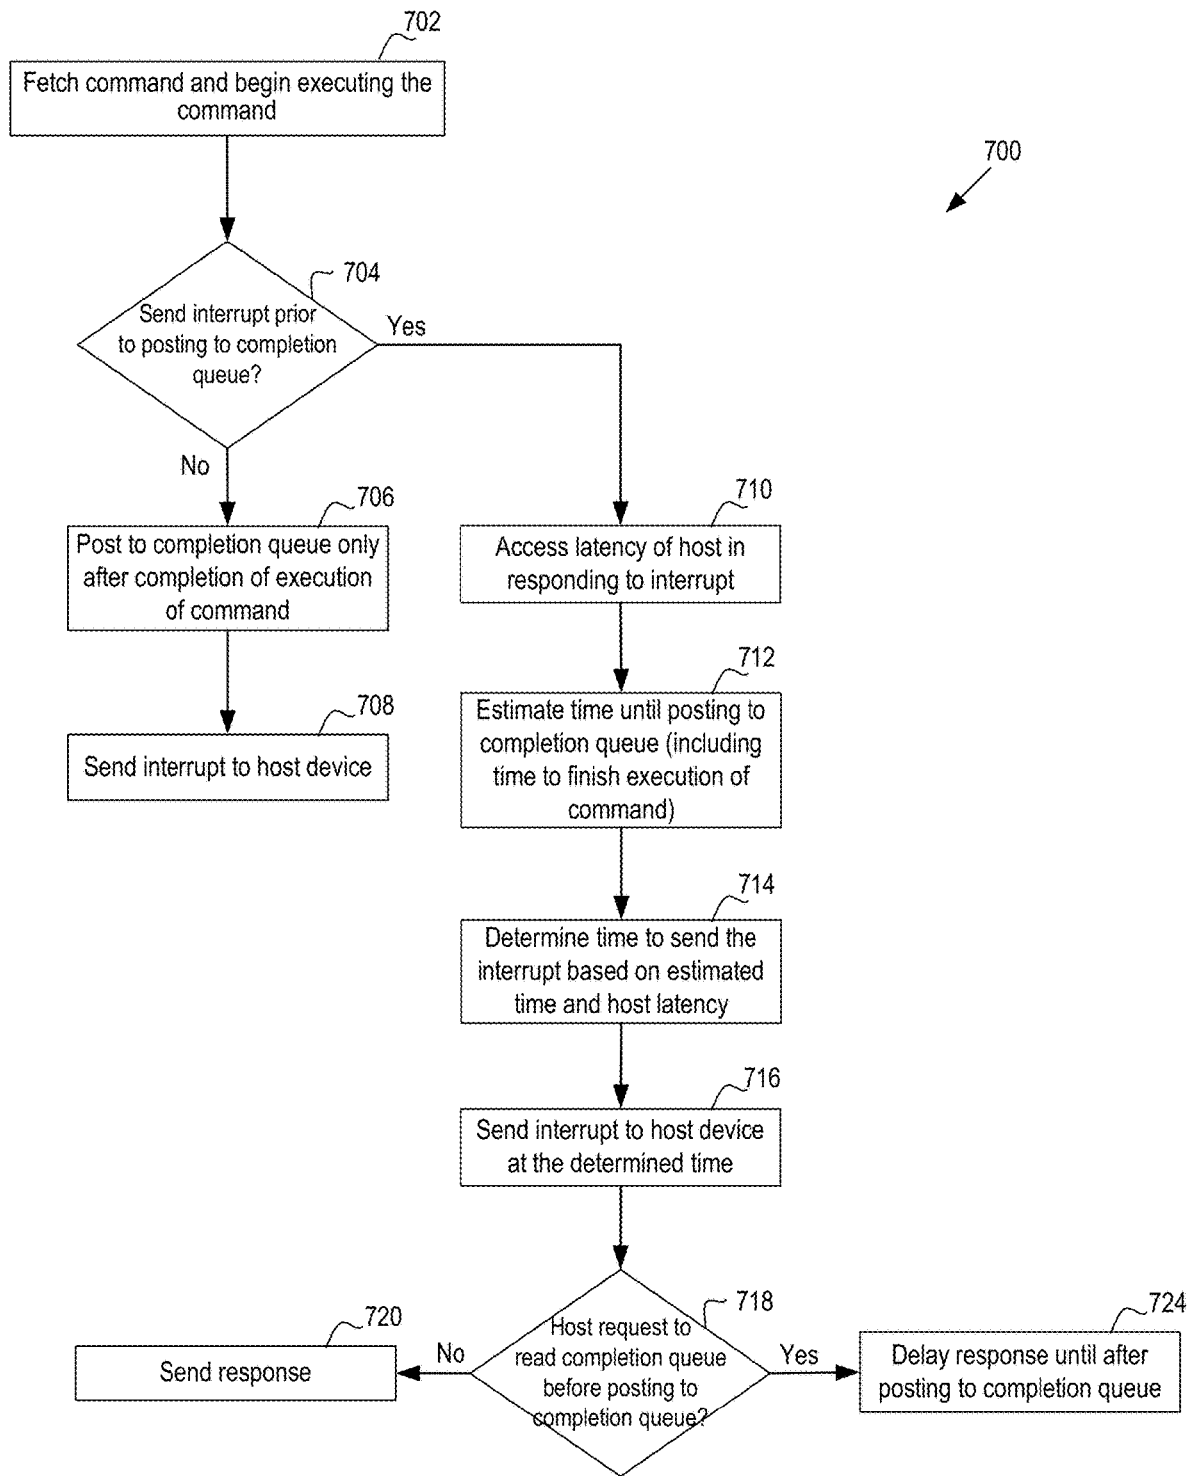 702
Fetch command and begin executing the
command
700
704
Send interrupt prior
to posting to completion
queue?
Yes
No
706
Post to completion queue only
after completion of execution
of command
708
Send interrupt to host device
710
Access latency of host in
responding to interrupt
712
Estimate time until posting to
completion queue (including
time to finish execution of
command)
714
Determine time to send the
interrupt based on estimated
time and host latency
716
Send interrupt to host device
at the determined time
718
Host request to
read completion queue
before posting to
completion queue?
No
720
Send response
Yes
724
Delay response until after
posting to completion queue